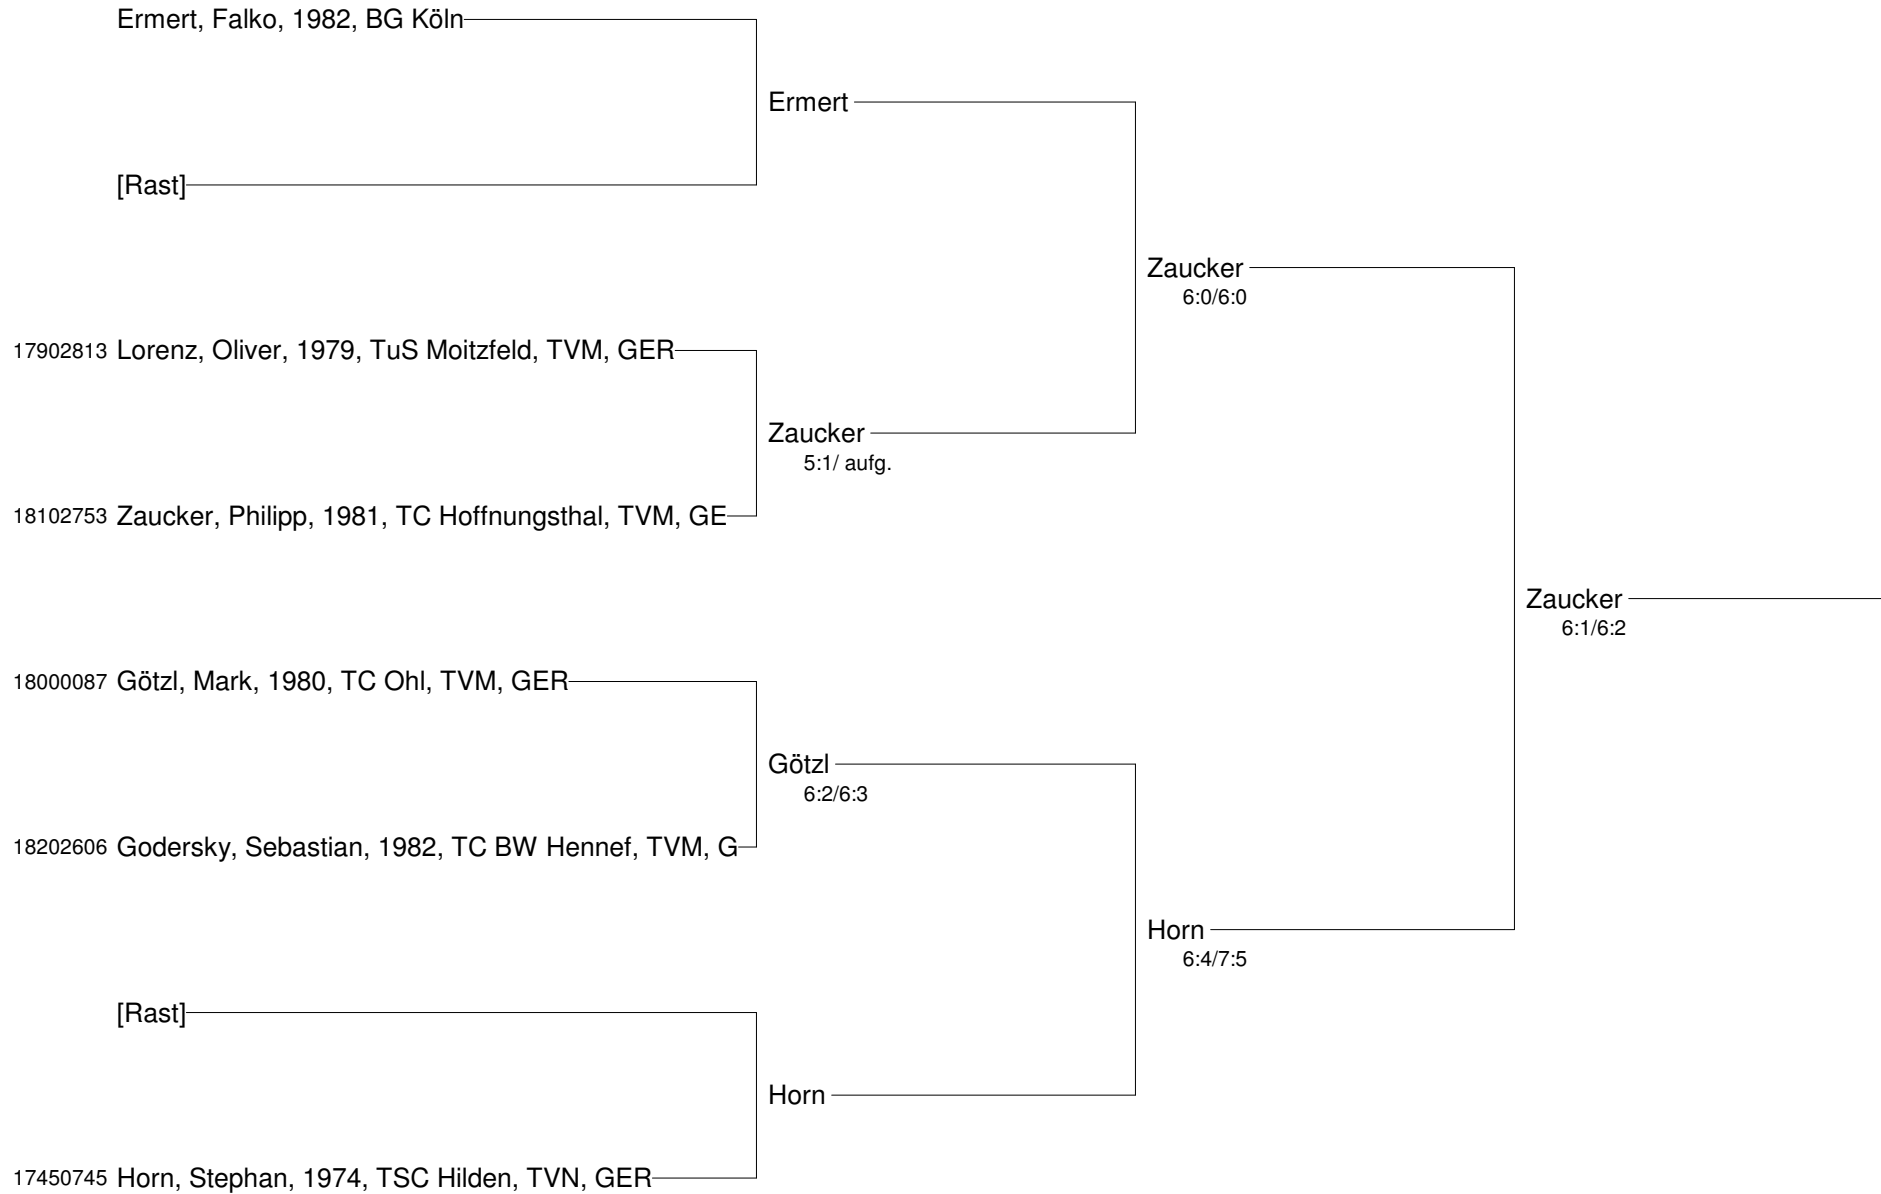 Ermert, Falko, 1982, BG Köln
Ermert
[Rast]
Zaucker
6:0/6:0
17902813 Lorenz, Oliver, 1979, TuS Moitzfeld, TVM, GER
Zaucker
5:1/ aufg.
18102753 Zaucker, Philipp, 1981, TC Hoffnungsthal, TVM, GE
Zaucker
6:1/6:2
18000087 Götzl, Mark, 1980, TC Ohl, TVM, GER
Götzl
6:2/6:3
18202606 Godersky, Sebastian, 1982, TC BW Hennef, TVM, G
Horn
6:4/7:5
[Rast]
Horn
17450745 Horn, Stephan, 1974, TSC Hilden, TVN, GER